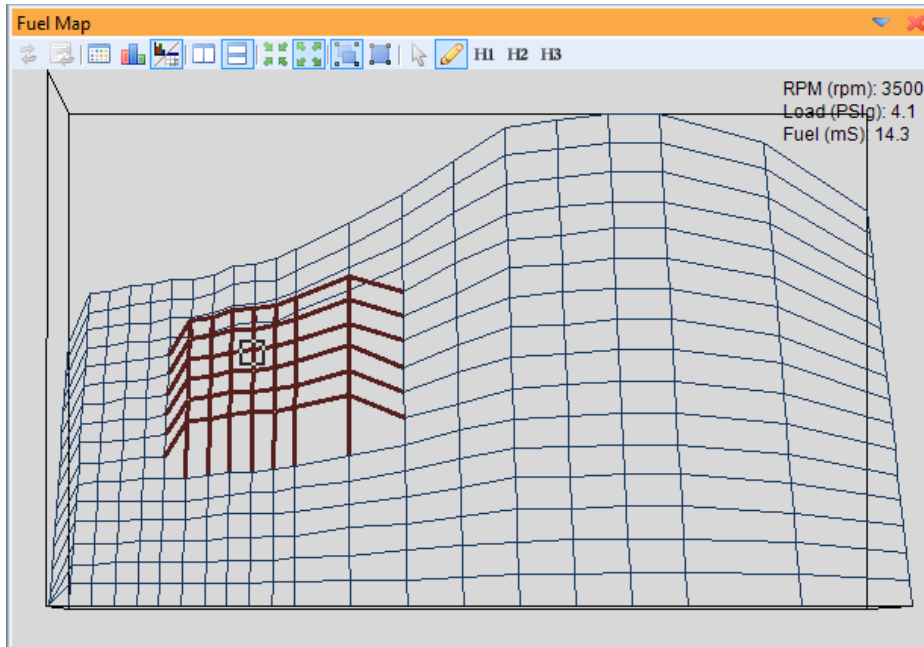 Fuel Map
H1 H2 H3
RPM (rpm): 3500
Load (PSIg): 4.1
Fuel (mS): 14.3